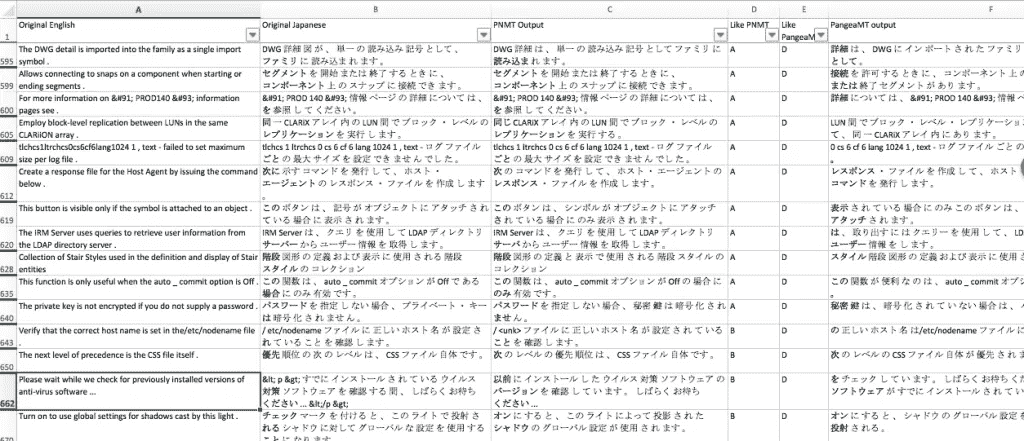 A
B
C
D
E
F
1
Original English
Original Japanese
PNMT Output
Like PNMT
Like
PangeaM
PangeaMT output
595
The DWG detail is imported into the family as a single import
symbol .
DWG 詳細 図 が 、 単一 の 読み込み 記号 と し て 、
ファミリ に 読み込ま れ ます 。
DWG 詳細 は 、 単一 の 読み込み 記号 と し て ファミリ に
読み込ま れ ます 。
A
D
詳細 は 、 DWG に イン ポート さ れ た ファミリ
と し て 。
599
Allows connecting to snaps on a component when starting or
ending segments .
セグメント を 開始 または 終了 する とき に 、
コンポーネント 上 の スナップ に 接続 でき ます 。
セグメント を 開始 または 終了 する とき に 、
コンポーネント 上 の スナップ に 接続 でき ます 。
A
D
接続 を 許可 する とき に 、 コンポーネント 上
または 終了 セグメント が あり ます 。
600
For more information on &#91; PROD140 &#93; information
pages see .
&#91; PROD 140 &#93; 情報 ページ の 詳細 に つい て は 、
を 参照 し て ください 。
&#91; PROD 140 &#93; 情報 ページ の 詳細 に つい て は 、
を 参照 し て ください 。
A
D
詳細 に つい て は 、 &#91; PROD 140 &#93; 情報
605
Employ block-level replication between LUNs in the same
CLARiiON array .
同一 CLARiX アレイ 内 の LUN 間 で ブロック ・ レベル の
レプリケーション を 実行 し ます 。
同じ CLARiX アレイ 内 の LUN 間 で ブロック ・ レベル の
レプリケーション を 実行 する 。
A
D
LUN 間 で ブロック ・ レベル
て 、 同一 CLARiX アレイ 内 に あり ます 。
609
tlchcs1ltrchcs0cs6cf6lang1024 1 , text - failed to set maximum
size per log file .
tlchcs 1 ltrchcs 0 cs 6 cf 6 lang 1024 1 , text - ログ ファイル
ごと の 最大 サイズ を 設定 でき ませ ん でし た 。
tlchcs 1 ltrchcs 0 cs 6 cf 6 lang 1024 1 , text - ログ ファイル
ごと の 最大 サイズ を 設定 でき ませ ん でし た 。
A
D
0 cs 6 cf 6 lang 1024 1 , text - ログ ファイル ごと の
。
612
Create a response file for the Host Agent by issuing the command
below .
次 に 示す コマンド を 発行 し て 、 ホスト ・
エージェント の レスポンス ・ ファイル を 作成 し ます
。
次 の コマンド を 発行 し て 、 ホスト ・ エージェント の
レスポンス ・ ファイル を 作成 し ます 。
A
D
レスポンス ・ ファイル を 作成 し て 、 ホスト
コマンド を 発行 し ます 。
619
This button is visible only if the symbol is attached to an object .
この ボタン は 、 記号 が オブジェクト に アタッチ さ れ
て いる 場合 に のみ 表示 さ れ ます 。
この ボタン は 、 シンボル が オブジェクト に アタッチ
さ れ て いる 場合 に のみ 表示 さ れ ます 。
A
D
表示 さ れ て いる 場合 に のみ この ボタン は 、
アタッチ さ れ ます 。
620
The IRM Server uses queries to retrieve user information from
the LDAP directory server .
IRM Server は 、 クエリ を 使用 し て LDAP ディレクトリ
サーバー から ユーザー 情報 を 取得 し ます 。
IRM Server は 、 クエリ を 使用 し て LDAP ディレクトリ
サーバ から ユーザー 情報 を 取得 し ます 。
A
D
は 、 取り出す に は クエリー を 使用 し て 、
ユーザー 情報 を し ます 。
628
Collection of Stair Styles used in the definition and display of Stair
entities
階段 図形 の 定義 および 表示 に 使用 さ れる 階段
スタイル の コレクション
階段 図形 の 定義 と 表示 で 使用 さ れる 階段 スタイル の
コレクション
A
D
スタイル 階段 図形 の 定義 および 表示 に 使用
635
This function is only useful when the auto _ commit option is Off .
この 関数 は 、 auto _ commit オプション が Off で ある
場合 に のみ 有効 です 。
この 関数 は 、 auto _ commit オプション が Off の 場合 に
のみ 有効 です 。
A
D
この 関数 が 便利 な の は 、 auto _ commit
640
The private key is not encrypted if you do not supply a password .
パスワード を 指定 し ない 場合 、 プライベート ・ キー
は 暗号 化 さ れ ませ ん 。
パスワード を 指定 し ない 場合 、 秘密 鍵 は 暗号 化 さ れ
ませ ん 。
A
D
秘密 鍵 は 、 暗号 化 さ れ て い ない 場合 は 、
643
Verify that the correct host name is set in the/etc/nodename file
.
/ etc/nodename ファイル に 正しい ホスト 名 が 設定 さ
れ て いる こと を 確認 し ます 。
/ <unk> ファイル に 正しい ホスト 名 が 設定 さ れ て いる
こと を 確認 し ます 。
B
D
の 正しい ホスト 名 は/etc/nodename ファイル に
650
The next level of precedence is the CSS file itself .
優先 順位 の 次 の レベル は 、 CSS ファイル 自体 です 。
次 の レベル の 優先 順位 は 、 CSS ファイル 自体 です 。
B
D
次 の レベル の CSS ファイル 自体 が 優先 さ れ
662
Please wait while we check for previously installed versions of
anti-virus software ...
&lt; p &gt; すでに インストール さ れ て いる ウイルス
対策 ソフトウェア を 確認 する 間 、 しばらく お待ち
ください ... &lt;/p &gt;
以前 に インストール し た ウイルス 対策 ソフトウェア の
バージョン を 確認 し て い ます 。 しばらく お待ち
ください ...
B
D
を チェック し て い ます 。 しばらく お待ち
ソフトウェア が すでに インストール さ れ て
670
Turn on to use global settings for shadows cast by this light .
チェック マーク を 付ける と 、 この ライト で 投射 さ
れる シャドウ に 対し て グローバル な 設定 を 使用 する
こと に なり ます
オン に する と 、 この ライト に よっ て 投影 さ れ た
シャドウ の グローバル 設定 が 使用 さ れ ます 。
B
D
オン に する と 、 シャドウ の グローバル 設定
投射 さ れる 。